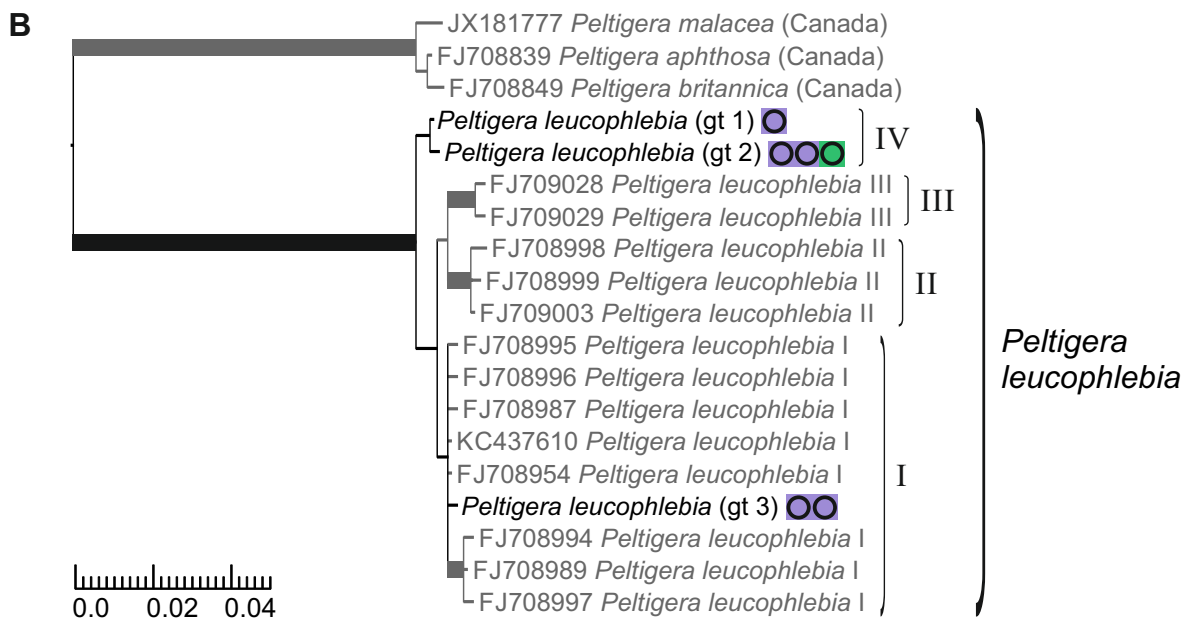 B
JX181777 Peltigera malacea (Canada)
FJ708839 Peltigera aphthosa (Canada)
FJ708849 Peltigera britannica (Canada)
Peltigera leucophlebia (gt 1)
Peltigera leucophlebia (gt 2)
IV
FJ709028 Peltigera leucophlebia III
FJ709029 Peltigera leucophlebia III
III
FJ708998 Peltigera leucophlebia II
FJ708999 Peltigera leucophlebia II
FJ709003 Peltigera leucophlebia II
II
FJ708995 Peltigera leucophlebia I
FJ708996 Peltigera leucophlebia I
FJ708987 Peltigera leucophlebia I
KC437610 Peltigera leucophlebia I
FJ708954 Peltigera leucophlebia I
Peltigera leucophlebia (gt 3)
FJ708994 Peltigera leucophlebia I
FJ708989 Peltigera leucophlebia I
FJ708997 Peltigera leucophlebia I
I
Peltigera
leucophlebia
0.0 0.02 0.04